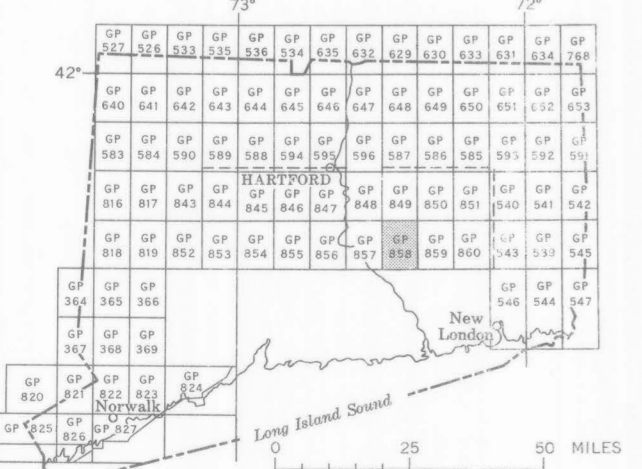 73° 72°
GP GP GP GP GP GP GP GP GP GP GP GP GP GP
527 526 533 535 536 534 635 632 629 630 633 631 634 768
42°
GP GP GP GP GP GP GP GP GP GP GP GP GP GP
640 641 642 643 644 645 646 647 648 649 650 651 652 653
GP GP GP GP GP GP GP GP GP GP GP GP GP GP
583 584 590 589 588 594 595 596 587 586 585 593 592 591
HARTFORD
GP GP GP GP GP GP GP GP GP GP GP GP GP GP
816 817 843 844 845 846 847 848 849 850 851 540 541 542
GP GP GP GP GP GP GP GP GP GP GP GP GP GP
818 819 852 853 854 855 856 857 858 859 860 543 539 545
GP GP GP GP GP GP
364 365 366 546 544 547
New
London
GP GP GP
367 368 369
GP GP GP GP GP
820 821 822 823 824
Norwalk
GP 825 GP 826 GP 827
Long Island Sound
0 25 50 MILES